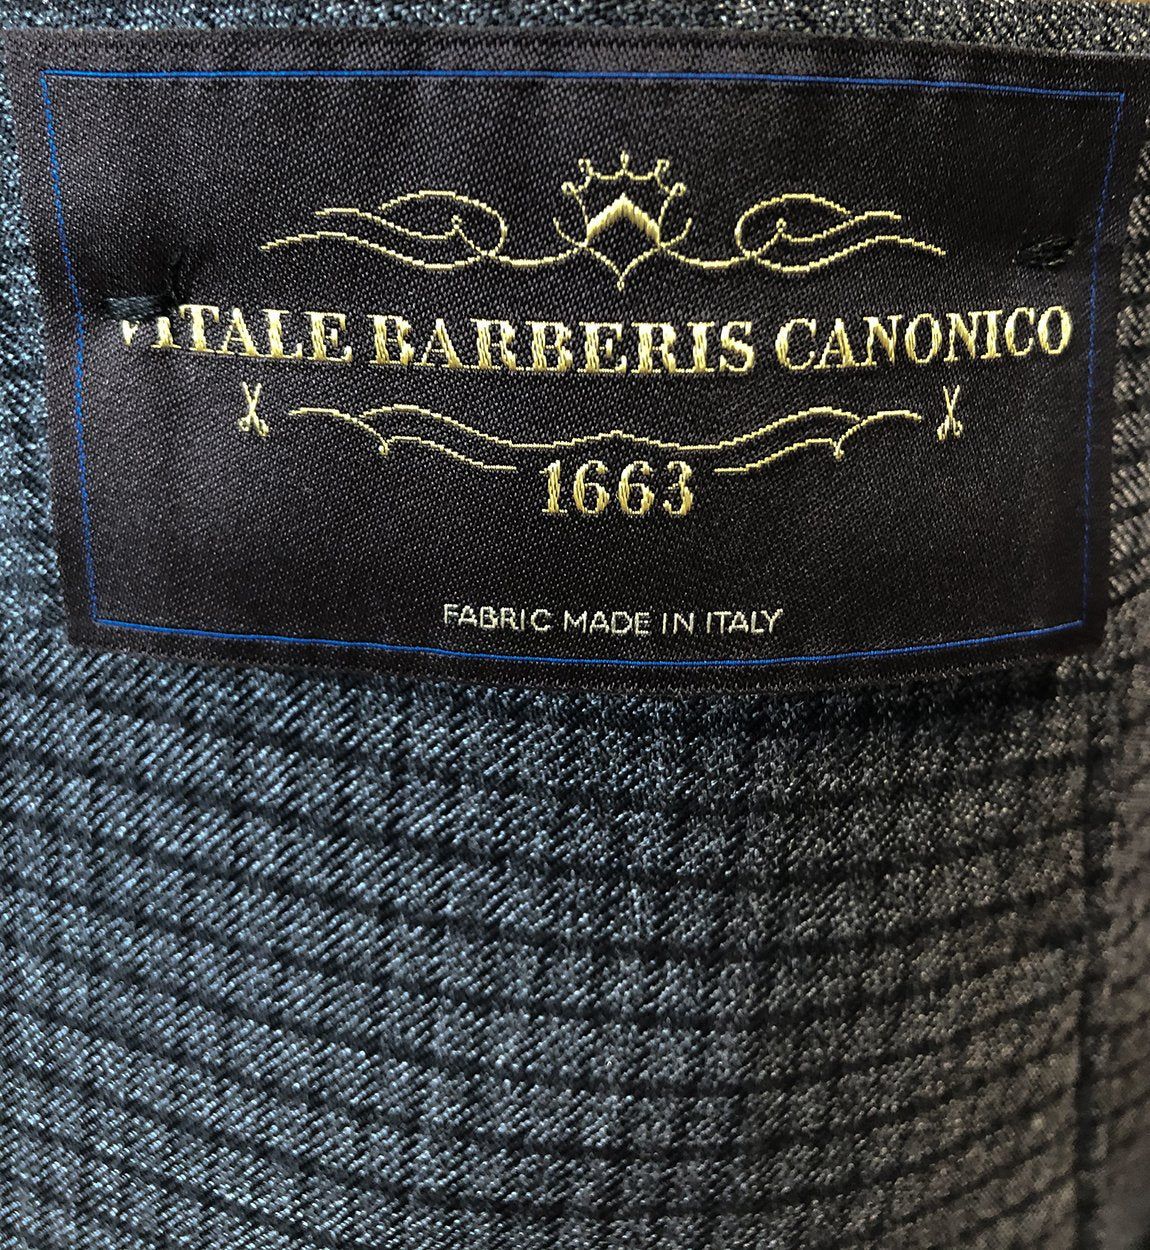 VITALE BARBERIS CANONICO
1663
FABRIC MADE IN ITALY